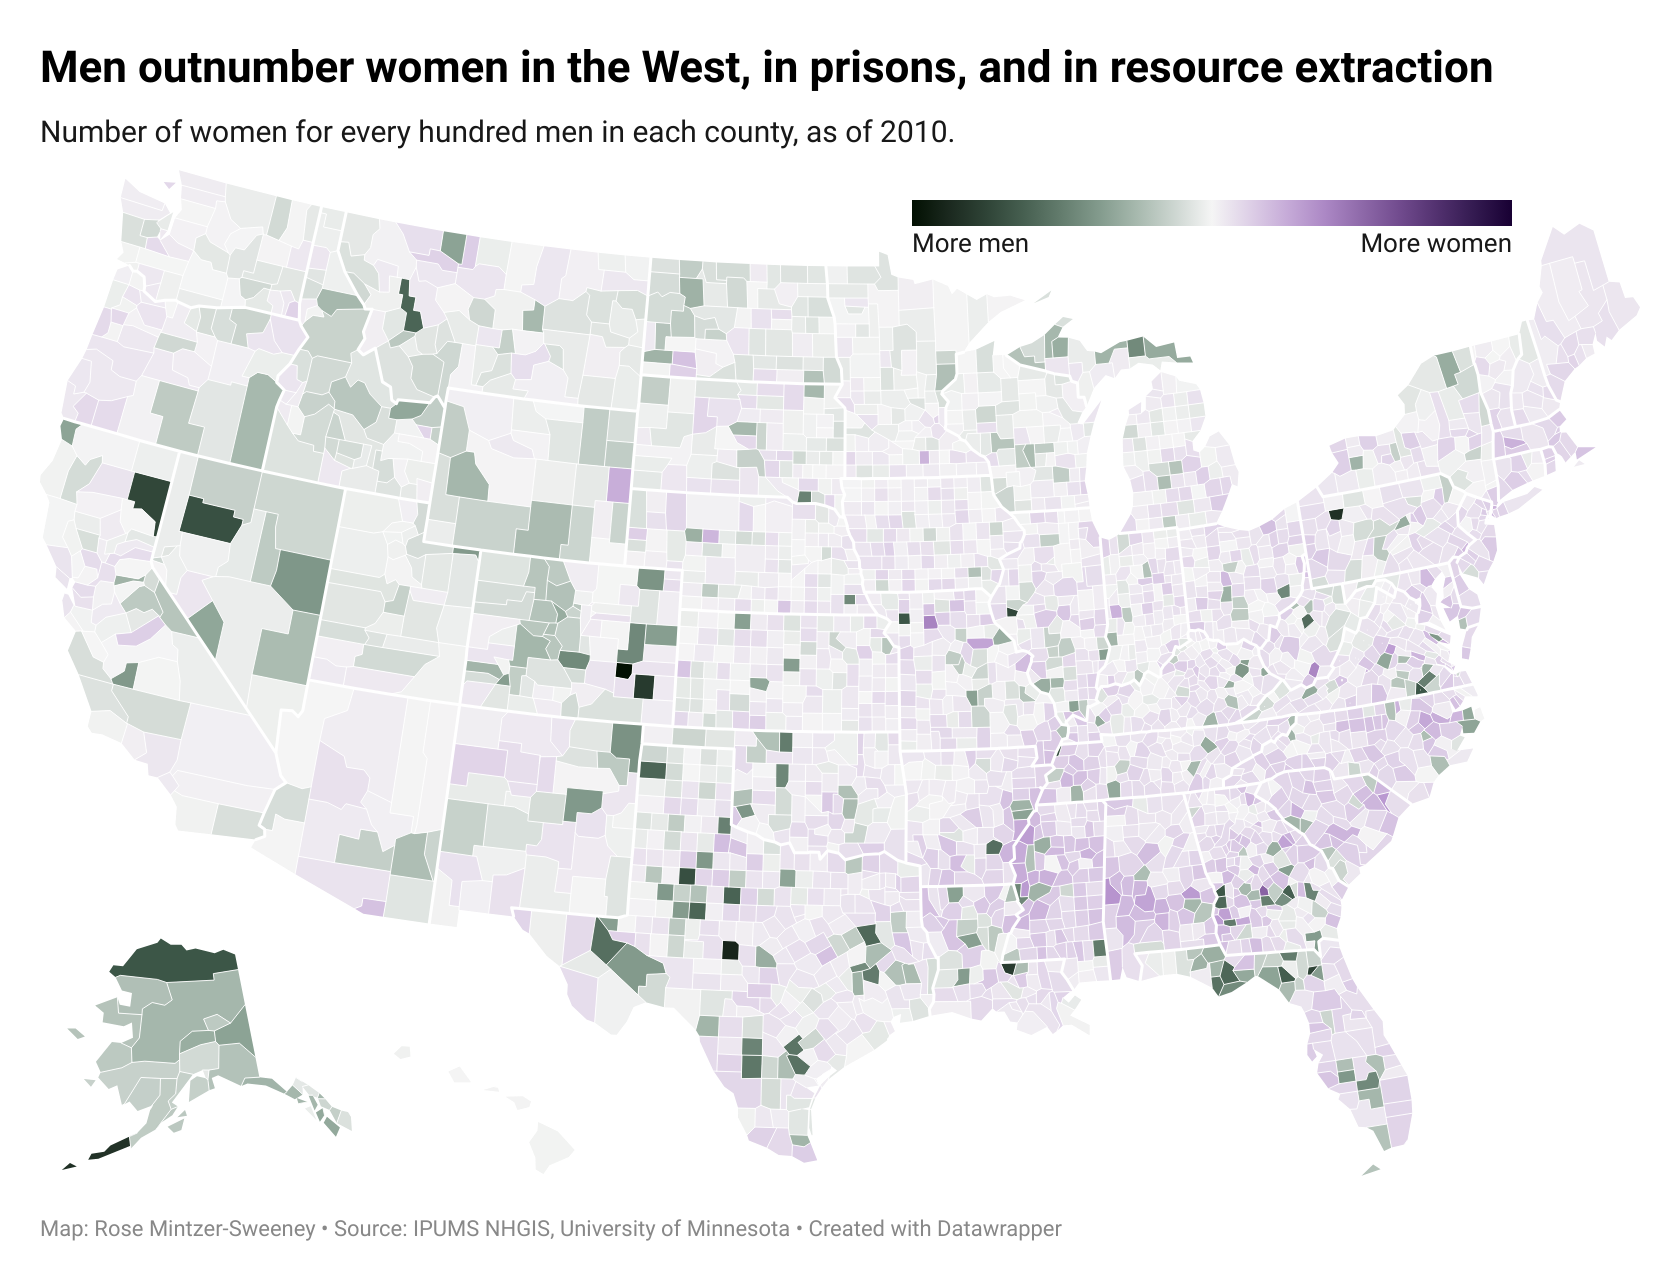 Men outnumber women in the West, in prisons, and in resource extraction
Number of women for every hundred men in each county, as of 2010.
More men
More women
Map: Rose Mintzer-Sweeney • Source: IPUMS NHGIS, University of Minnesota • Created with Datawrapper